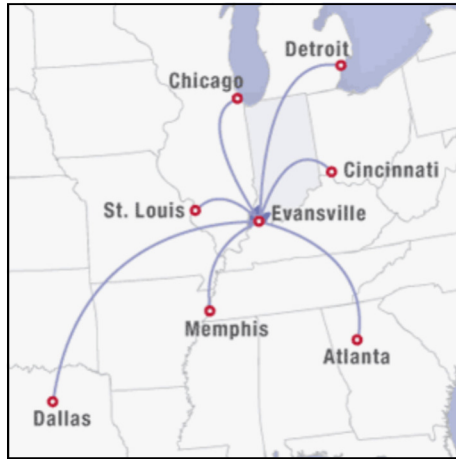 Detroit
Chicago
Cincinnati
St. Louis
Evansville
Memphis
Atlanta
Dallas